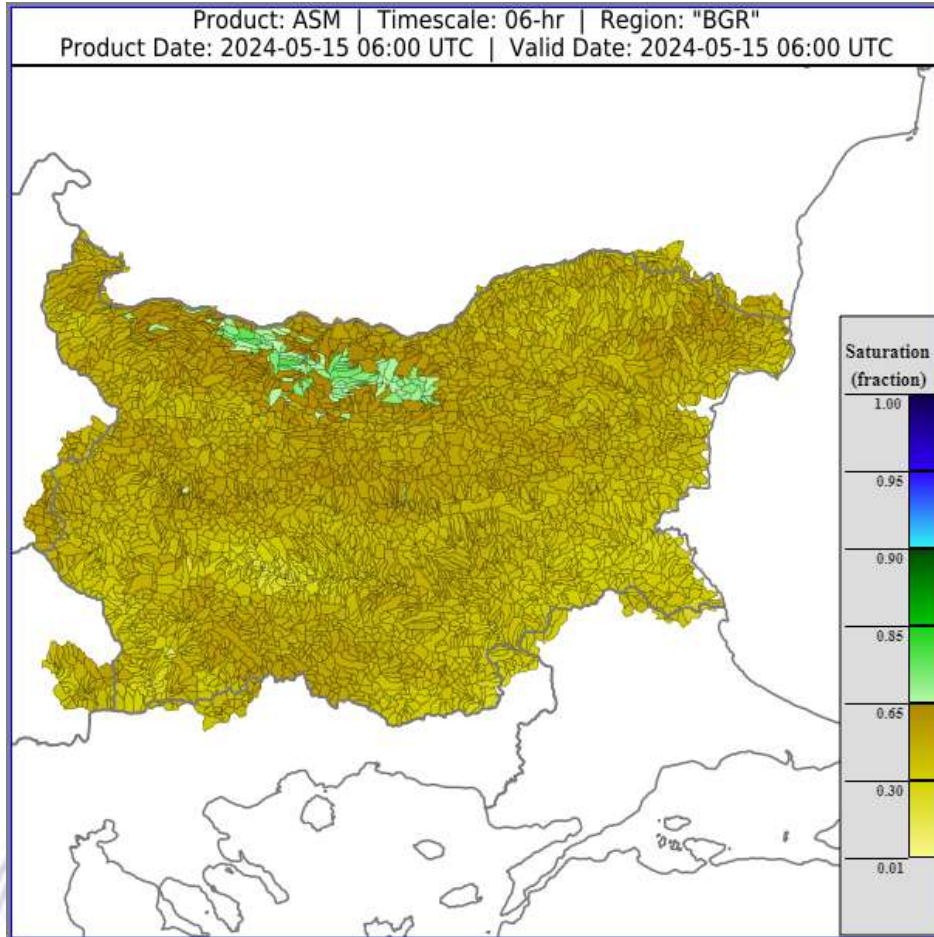 Product: ASM | Timescale: 06-hr | Region: "BGR"
Product Date: 2024-05-15 06:00 UTC | Valid Date: 2024-05-15 06:00 UTC
Saturation
(fraction)
1.00
0.95
0.90
0.85
0.65
0.30
0.01